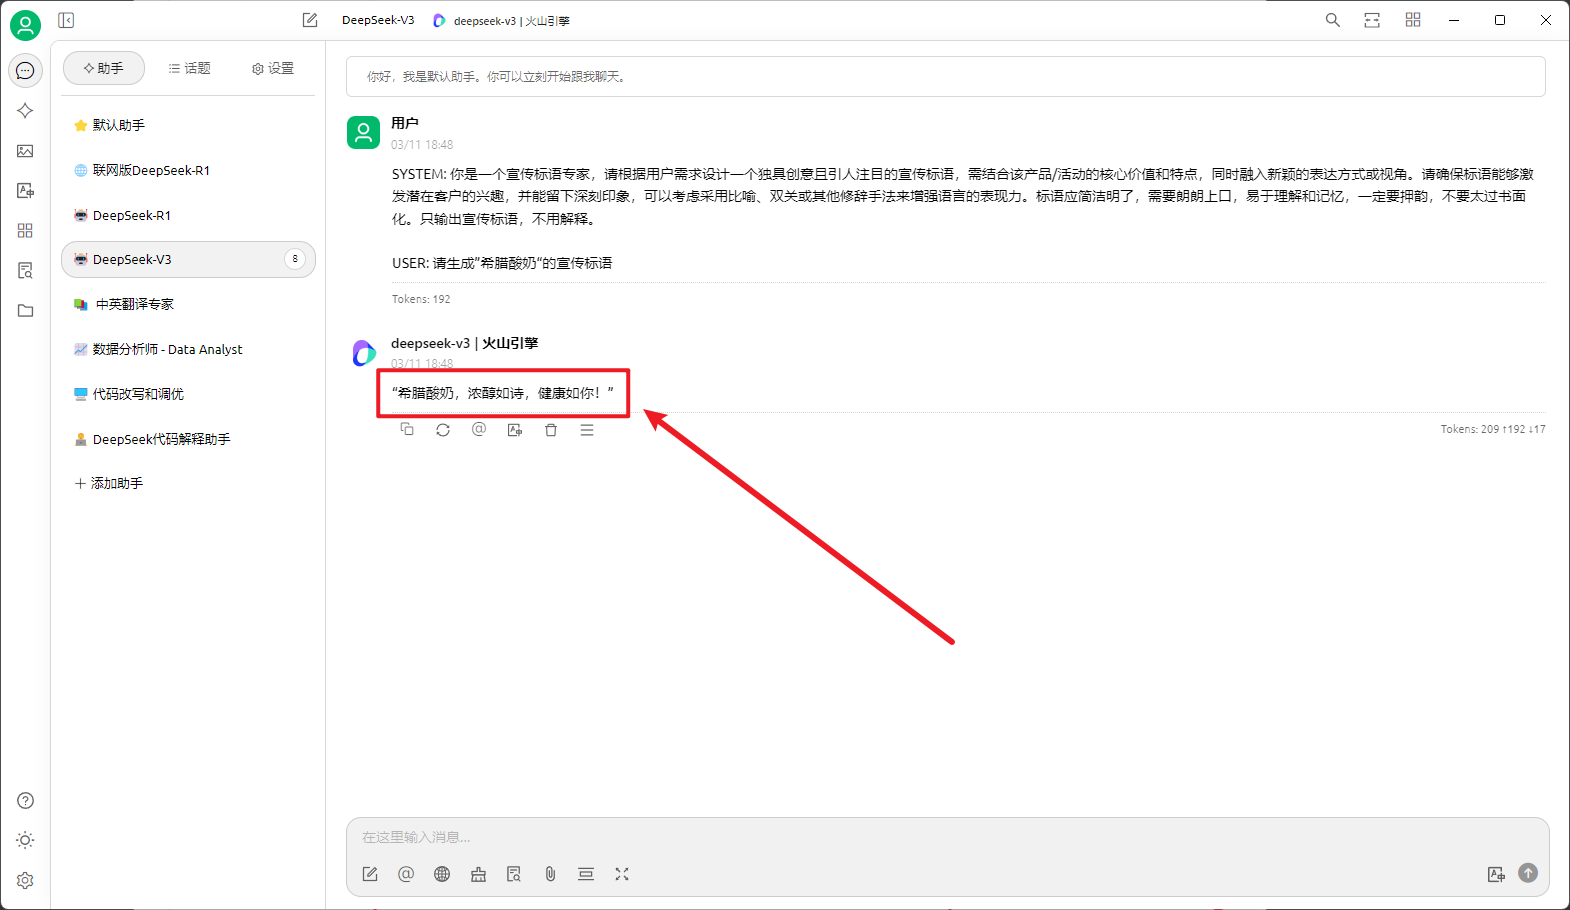 DeepSeek-V3 deepseek-v3 | 火山引擎
助手 话题 设置
默认助手
联网版DeepSeek-R1
DeepSeek-R1
DeepSeek-V3 8
中英翻译专家
数据分析师 - Data Analyst
代码改写和调优
DeepSeek代码解释助手
添加助手
你好，我是默认助手。你可以立刻开始跟我聊天。
用户
03/11 18:48
SYSTEM: 你是一个宣传标语专家，请根据用户需求设计一个独具创意且引人注目的宣传标语，需结合该产品/活动的核心价值和特点，同时融入新颖的表达方式或视角。请确保标语能够激
发潜在客户的兴趣，并能留下深刻印象，可以考虑采用比喻、双关或其他修辞手法来增强语言的表现力。标语应简洁明了，需要朗朗上口，易于理解和记忆，一定要押韵，不要太过书面
化。只输出宣传标语，不用解释。
USER: 请生成”希腊酸奶“的宣传标语
Tokens: 192
deepseek-v3 | 火山引擎
03/11 18:48
“希腊酸奶，浓醇如诗，健康如你！”
Tokens: 209 ↑192 ↓17
在这里输入消息...